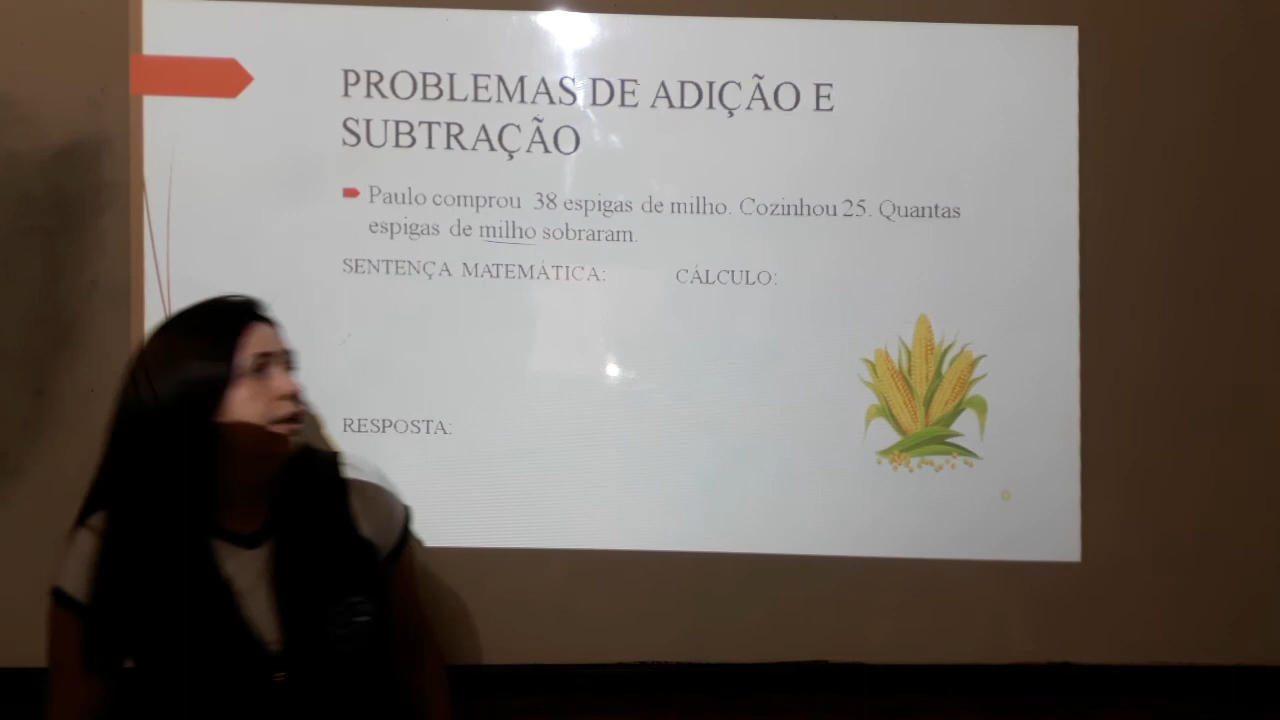 PROBLEMAS DE ADIÇÃO E
SUBTRAÇÃO
Paulo comprou 38 espigas de milho. Cozinhou 25. Quantas
espigas de milho sobraram.
SENTENÇA MATEMÁTICA: CÁLCULO:
RESPOSTA: